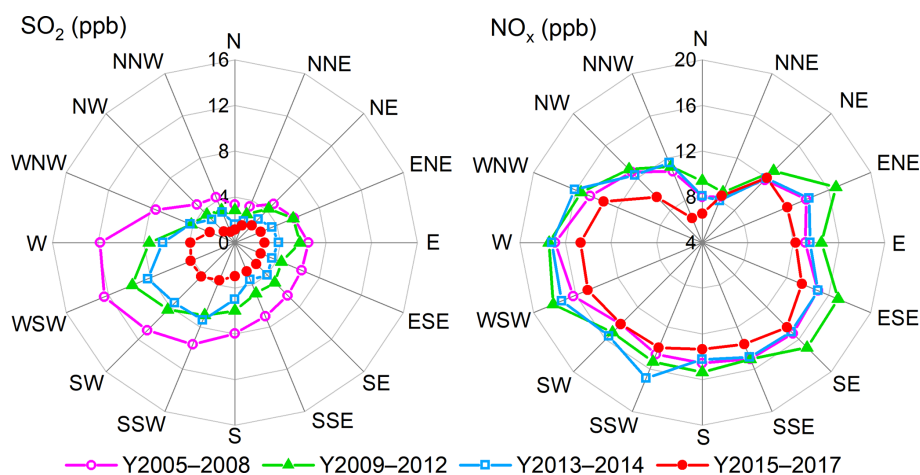 SO₂ (ppb)
N
NNE
NE
ENE
E
ESE
SE
SSE
S
SSW
SW
WSW
W
WNW
NW
NNW
16
12
8
4
0
NOₓ (ppb)
N
NNE
NE
ENE
E
ESE
SE
SSE
S
SSW
SW
WSW
W
WNW
NW
NNW
20
16
12
8
4
Y2005–2008
Y2009–2012
Y2013–2014
Y2015–2017